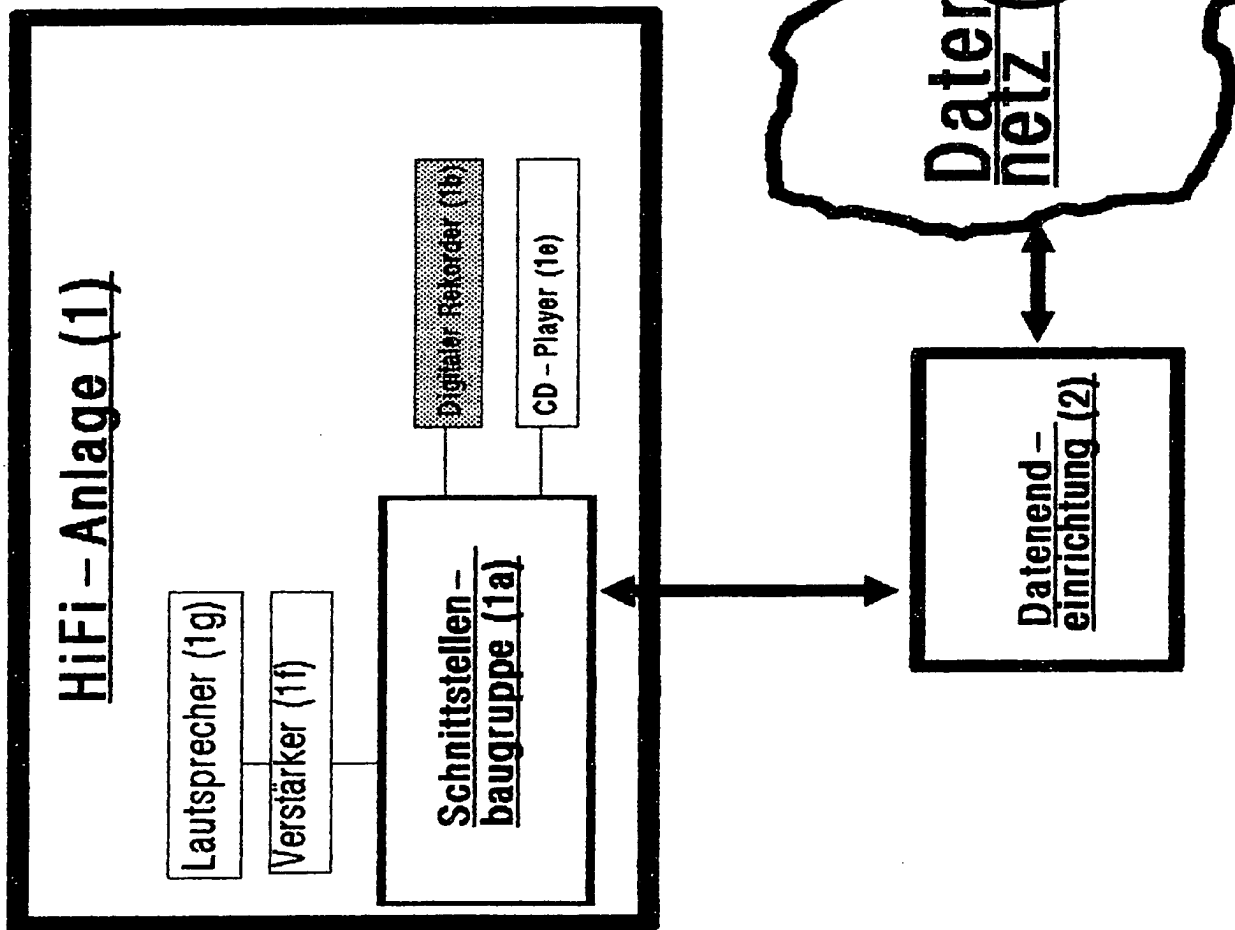 HiFi – Anlage (1)
Lautsprecher (1g)
Verstärker (1f)
Schnittstellen –
baugruppe (1a)
Digitaler Rekorder (1b)
CD – Player (1e)
Datenend –
einrichtung (2)
netz